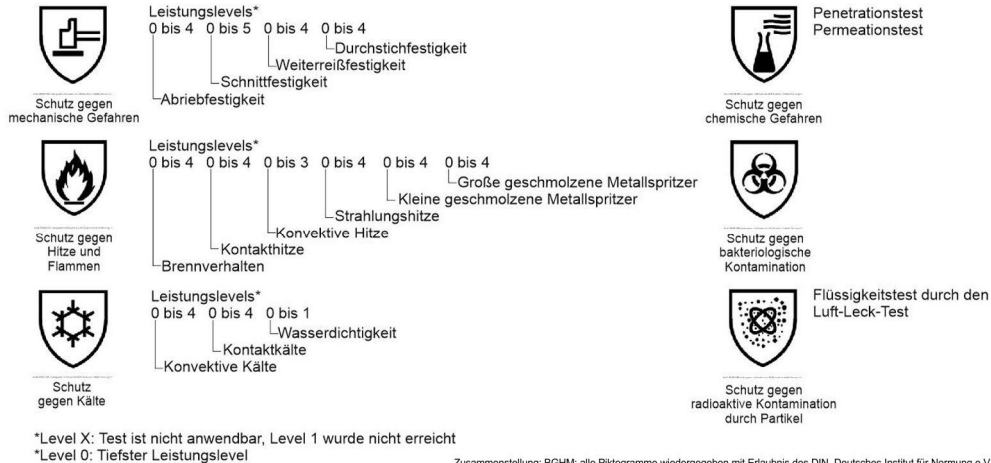 Leistungslevels*
0 bis 4 0 bis 5 0 bis 4 0 bis 4
Durchstichfestigkeit
Weiterreißfestigkeit
Schnittfestigkeit
Abriebfestigkeit
Schutz gegen
mechanische Gefahren
Penetrationstest
Permeationstest
Schutz gegen
chemische Gefahren
Leistungslevels*
0 bis 4 0 bis 4 0 bis 3 0 bis 4 0 bis 4 0 bis 4
Große geschmolzene Metallspritzer
Kleine geschmolzene Metallspritzer
Strahlungshitze
Konvektive Hitze
Kontakthitze
Brennverhalten
Schutz gegen
Hitze und
Flammen
Schutz gegen
bakteriologische
Kontamination
Leistungslevels*
0 bis 4 0 bis 4 0 bis 1
Wasserdichtigkeit
Kontaktkälte
Konvektive Kälte
Schutz
gegen Kälte
Flüssigkeitstest durch den
Luft-Leck-Test
Schutz gegen
radioaktive Kontamination
durch Partikel
*Level X: Test ist nicht anwendbar, Level 1 wurde nicht erreicht
*Level 0: Tiefster Leistungslevel
Zusammenstellung: BGHM; alle Piktogramme wiedergegeben mit Erlaubnis des DIN, Deutsches Institut für Normung e.V.